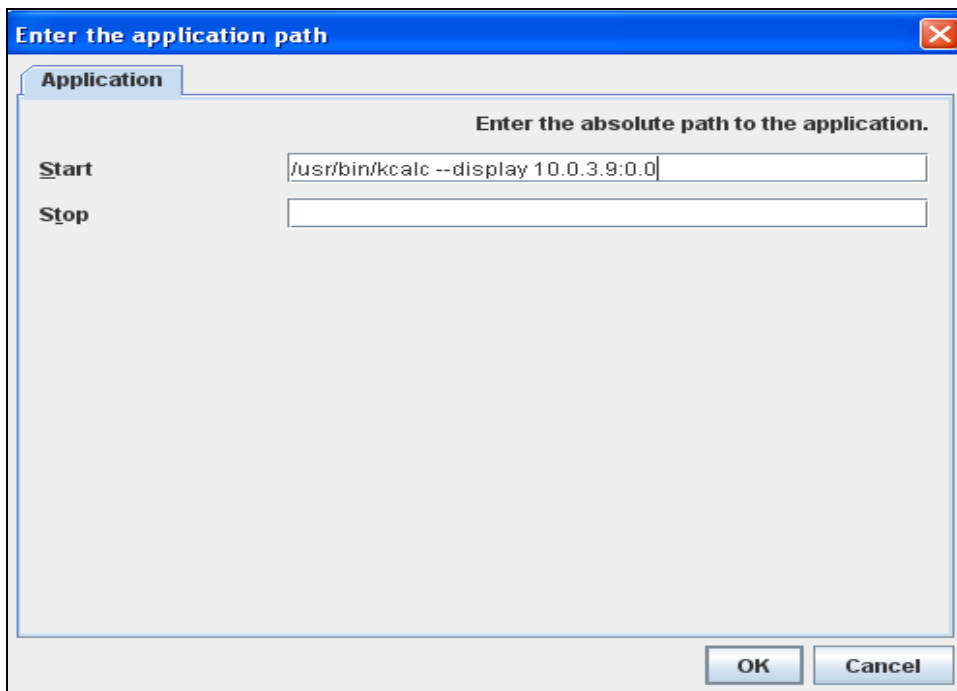 Enter the application path
Application
Enter the absolute path to the application.
Start
/usr/bin/kcalc --display 10.0.3.9:0.0
Stop
OK
Cancel